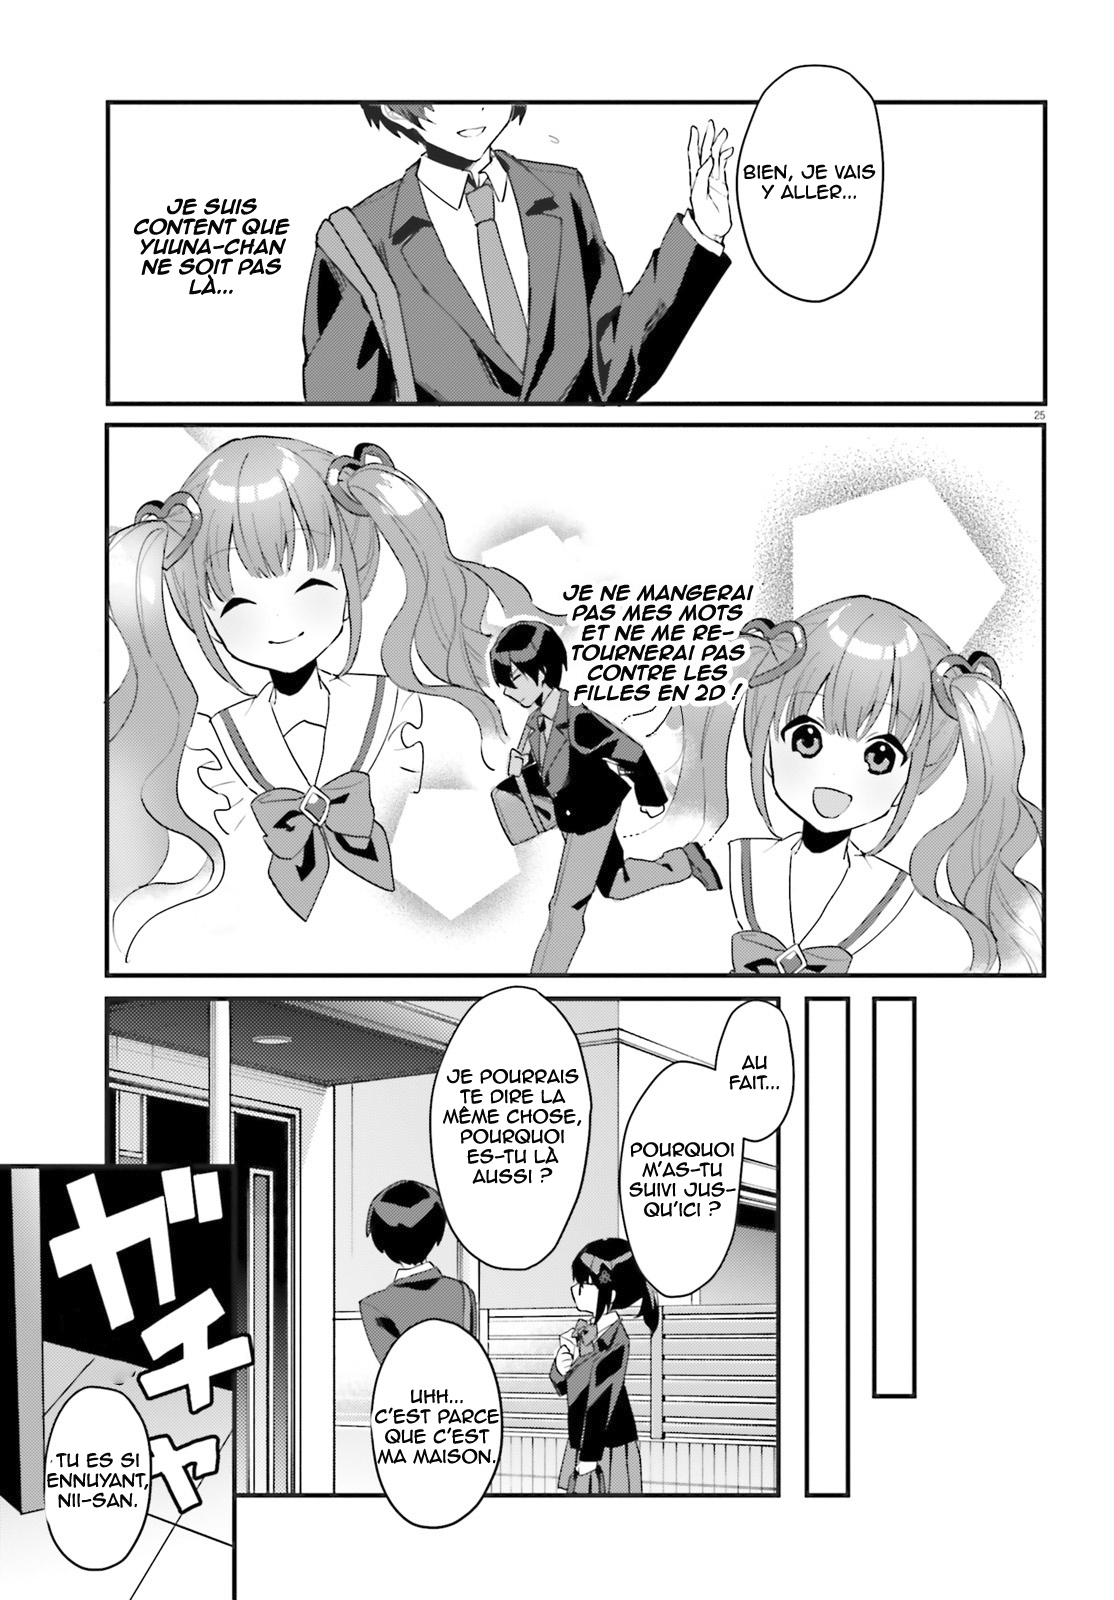 BIEN, JE VAIS
Y ALLER...
JE SUIS
CONTENT QUE
YUUNA-CHAN
NE SOIT PAS
LÀ...
25
JE NE MANGERAI
PAS MES MOTS
ET NE ME RE-
TOURNERAI PAS
CONTRE LES
FILLES EN 2D !
AU
FAIT...
POURQUOI
M'AS-TU
SUIVI JUS-
QU'ICI ?
JE POURRAIS
TE DIRE LA
MÊME CHOSE,
POURQUOI
ES-TU LÀ
AUSSI ?
UHH...
C'EST PARCE
QUE C'EST
MA MAISON.
ガチャ
TU ES SI
ENNUYANT,
NII-SAN.